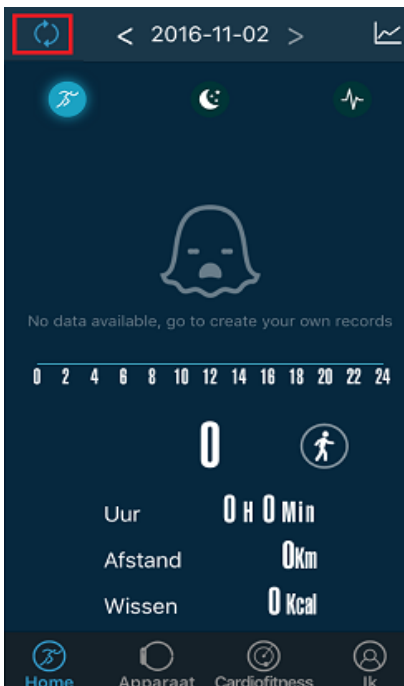 < 2016-11-02 >
No data available, go to create your own records
0 2 4 6 8 10 12 14 16 18 20 22 24
0
Uur 0 H 0 Min
Afstand 0Km
Wissen 0 Kcal
Home Apparaat Cardiofitness Ik